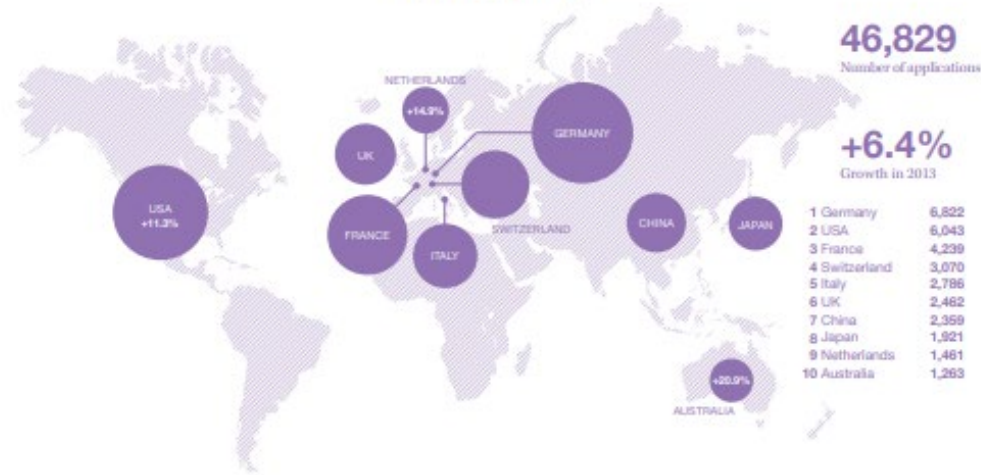 46,829
Number of applications
NETHERLANDS
+14.9%
GERMANY
UK
+6.4%
Growth in 2013
USA
+11.3%
FRANCE
SWITZERLAND
ITALY
CHINA
JAPAN
1 Germany 6,822
2 USA 6,043
3 France 4,239
4 Switzerland 3,070
5 Italy 2,786
6 UK 2,462
7 China 2,359
8 Japan 1,921
9 Netherlands 1,461
10 Australia 1,263
+20.9%
AUSTRALIA